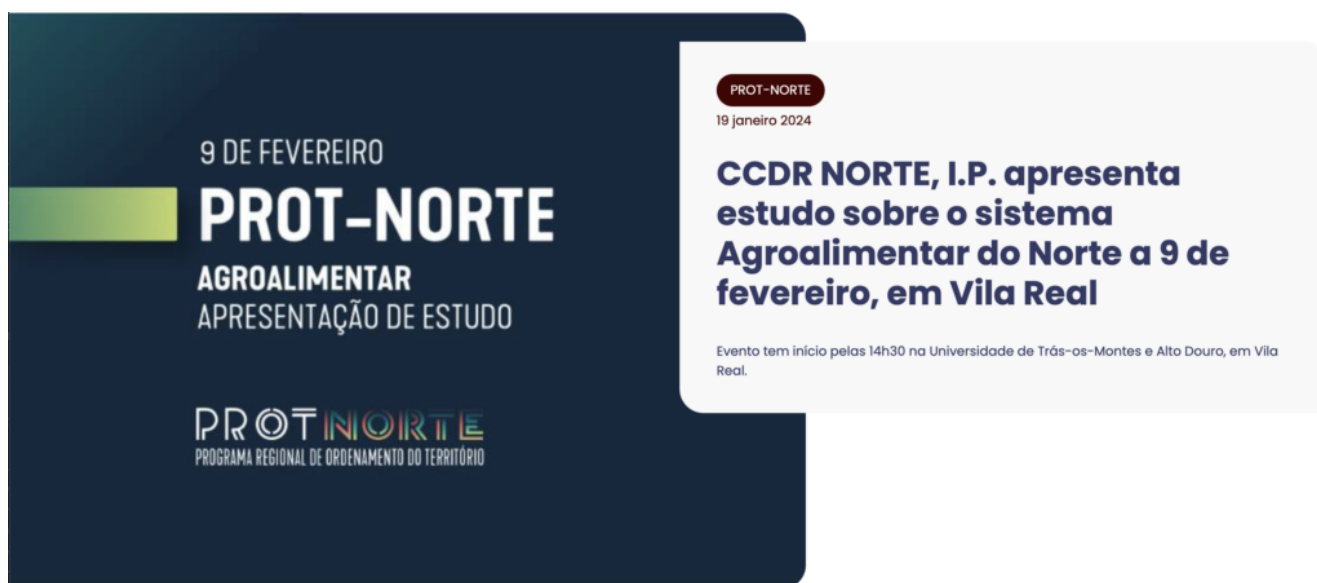 9 DE FEVEREIRO
PROT-NORTE
AGROALIMENTAR
APRESENTAÇÃO DE ESTUDO
PROTNORTE
PROGRAMA REGIONAL DE ORDENAMENTO DO TERRITÓRIO
PROT-NORTE
19 janeiro 2024
CCDR NORTE, I.P. apresenta
estudo sobre o sistema
Agroalimentar do Norte a 9 de
fevereiro, em Vila Real
Evento tem início pelas 14h30 na Universidade de Trás-os-Montes e Alto Douro, em Vila
Real.